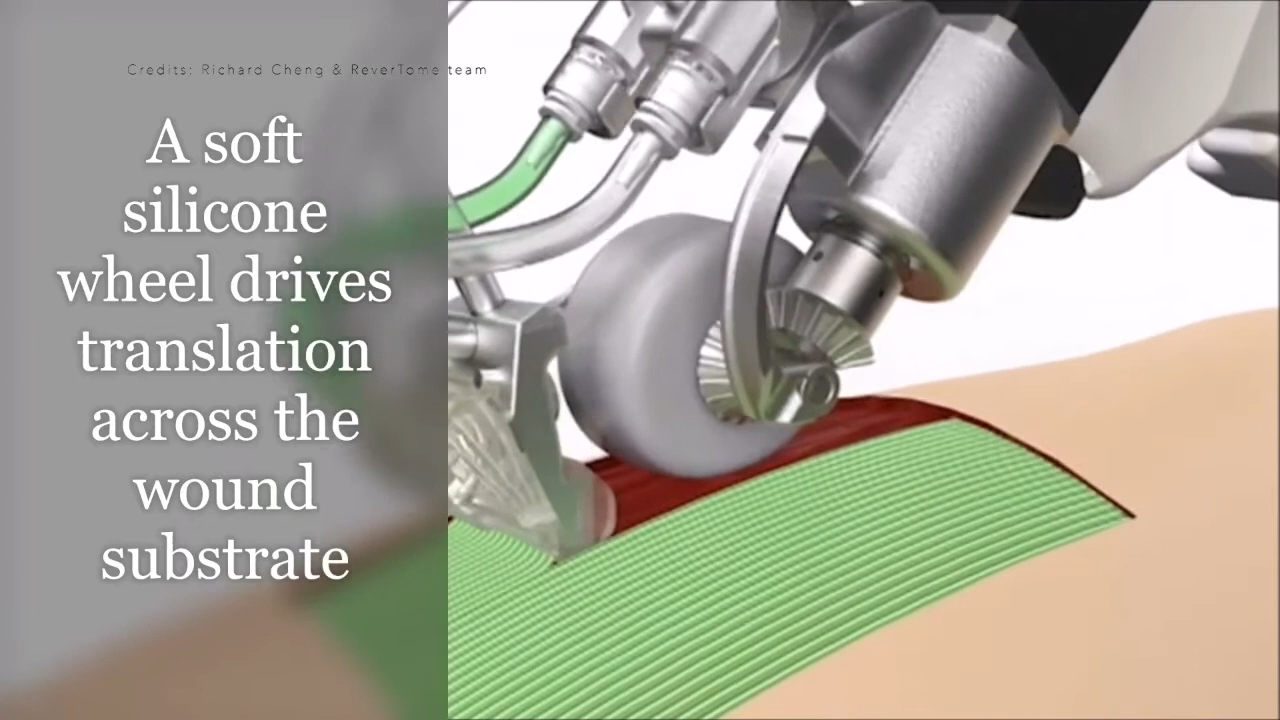 Credits: Richard Cheng & ReverTome team
A soft
silicone
wheel drives
translation
across the
wound
substrate